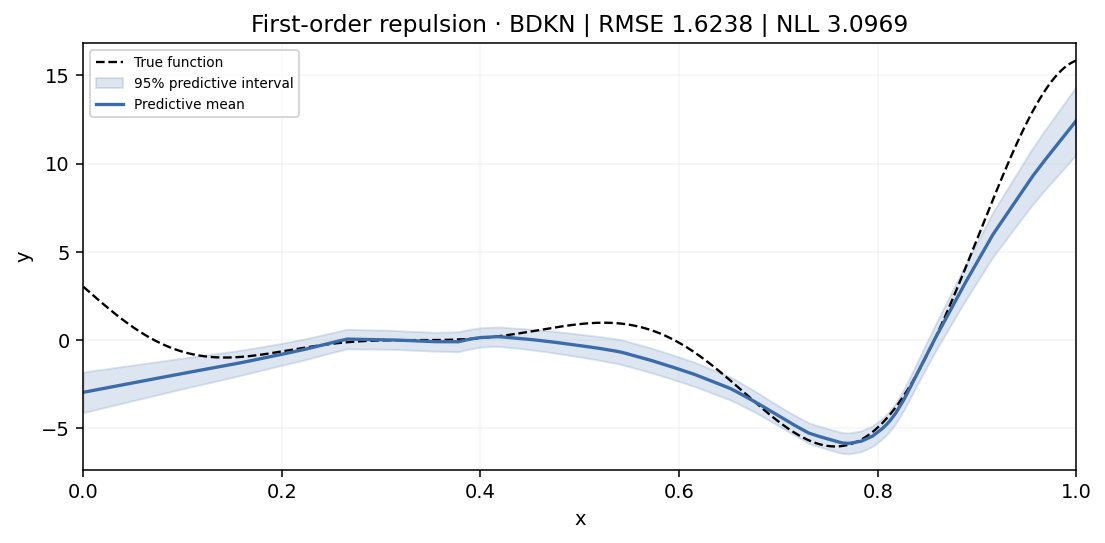 First-order repulsion · BDKN | RMSE 1.6238 | NLL 3.0969
True function
95% predictive interval
Predictive mean
15
10
5
0
−5
y
0.0 0.2 0.4 0.6 0.8 1.0
x